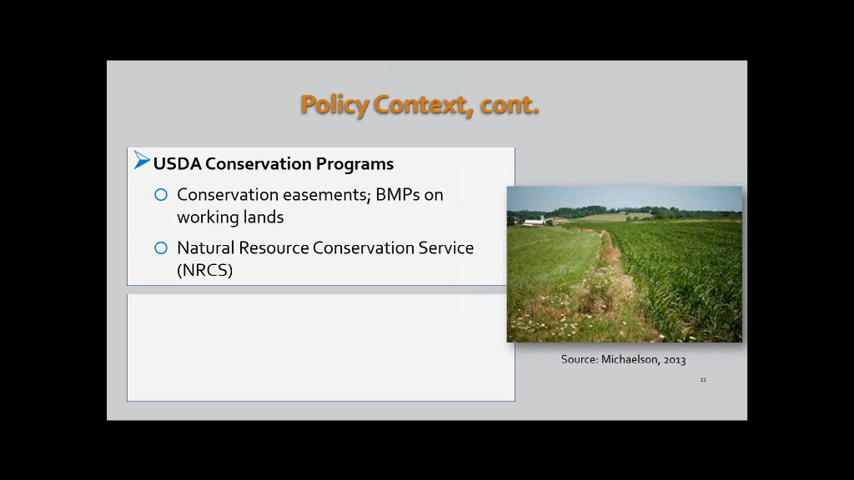 Policy Context, cont.
USDA Conservation Programs
Conservation easements; BMPs on
working lands
Natural Resource Conservation Service
(NRCS)
Source: Michaelson, 2013
11